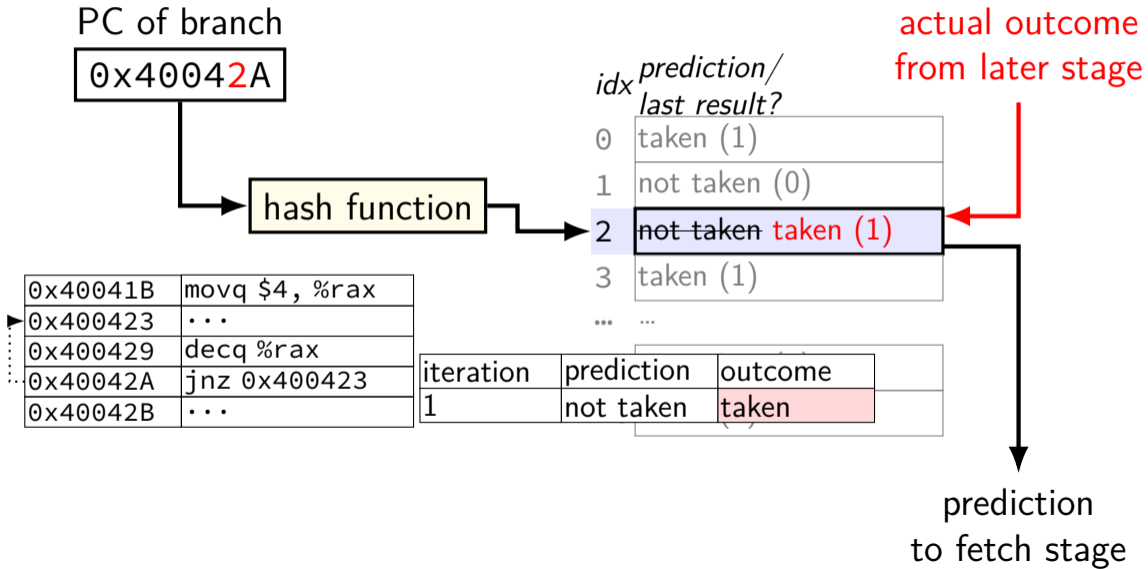 PC of branch
0x40042A
actual outcome
from later stage
idx prediction/
last result?
0 taken (1)
1 not taken (0)
hash function
2 not taken taken (1)
3 taken (1)
... ...
0x40041B movq $4, %rax
0x400423 ...
0x400429 decq %rax
0x40042A jnz 0x400423
0x40042B ...
iteration prediction outcome
1 not taken taken
prediction
to fetch stage